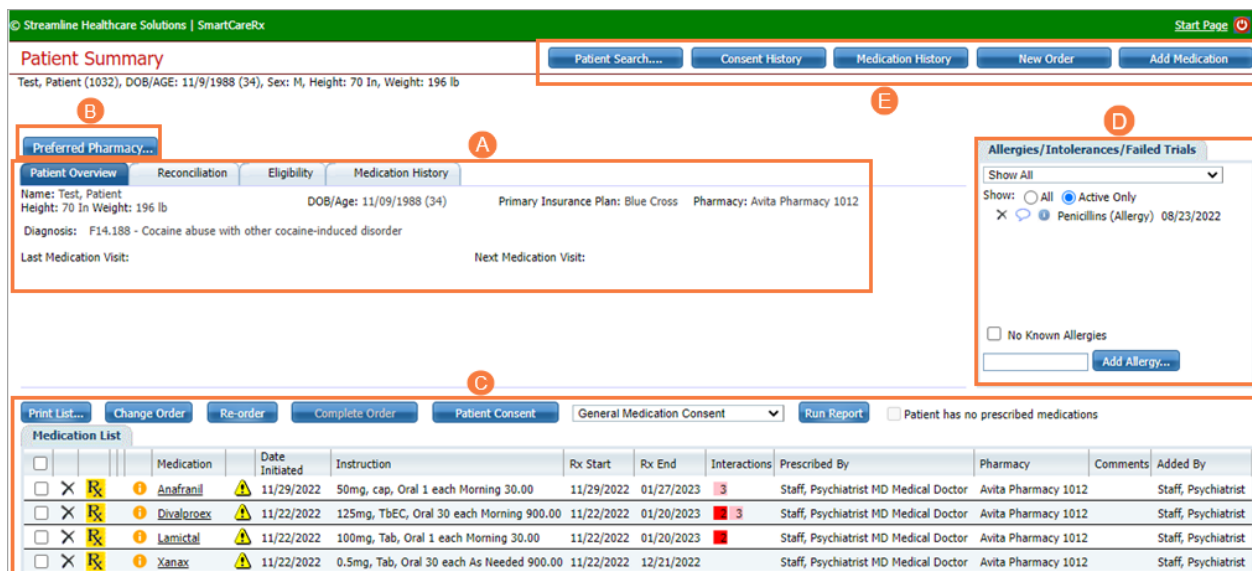 © Streamline Healthcare Solutions | SmartCareRx Start Page
Patient Summary Patient Search.... Consent History Medication History New Order Add Medication
Test, Patient (1032), DOB/AGE: 11/9/1988 (34), Sex: M, Height: 70 In, Weight: 196 lb
E
B
D
Preferred Pharmacy...
A
Allergies/Intolerances/Failed Trials
Patient Overview Reconciliation Eligibility Medication History
Show All
Name: Test, Patient
Height: 70 In Weight: 196 lb
DOB/Age: 11/09/1988 (34) Primary Insurance Plan: Blue Cross Pharmacy: Avita Pharmacy 1012
Show: All Active Only
Penicillins (Allergy) 08/23/2022
Diagnosis: F14.188 - Cocaine abuse with other cocaine-induced disorder
Last Medication Visit: Next Medication Visit:
No Known Allergies
Add Allergy...
C
Print List... Change Order Re-order Complete Order Patient Consent General Medication Consent Run Report Patient has no prescribed medications
Medication List
Medication Date Initiated Instruction Rx Start Rx End Interactions Prescribed By Pharmacy Comments Added By
Rx Anafranil 11/29/2022 50mg, cap, Oral 1 each Morning 30.00 11/29/2022 01/27/2023 3 Staff, Psychiatrist MD Medical Doctor Avita Pharmacy 1012 Staff, Psychiatrist
Rx Divalproex 11/22/2022 125mg, TbEC, Oral 30 each Morning 900.00 11/22/2022 01/20/2023 2 3 Staff, Psychiatrist MD Medical Doctor Avita Pharmacy 1012 Staff, Psychiatrist
Rx Lamictal 11/22/2022 100mg, Tab, Oral 1 each Morning 30.00 11/22/2022 01/20/2023 2 Staff, Psychiatrist MD Medical Doctor Avita Pharmacy 1012 Staff, Psychiatrist
Rx Xanax 11/22/2022 0.5mg, Tab, Oral 30 each As Needed 900.00 11/22/2022 12/21/2022 Staff, Psychiatrist MD Medical Doctor Avita Pharmacy 1012 Staff, Psychiatrist